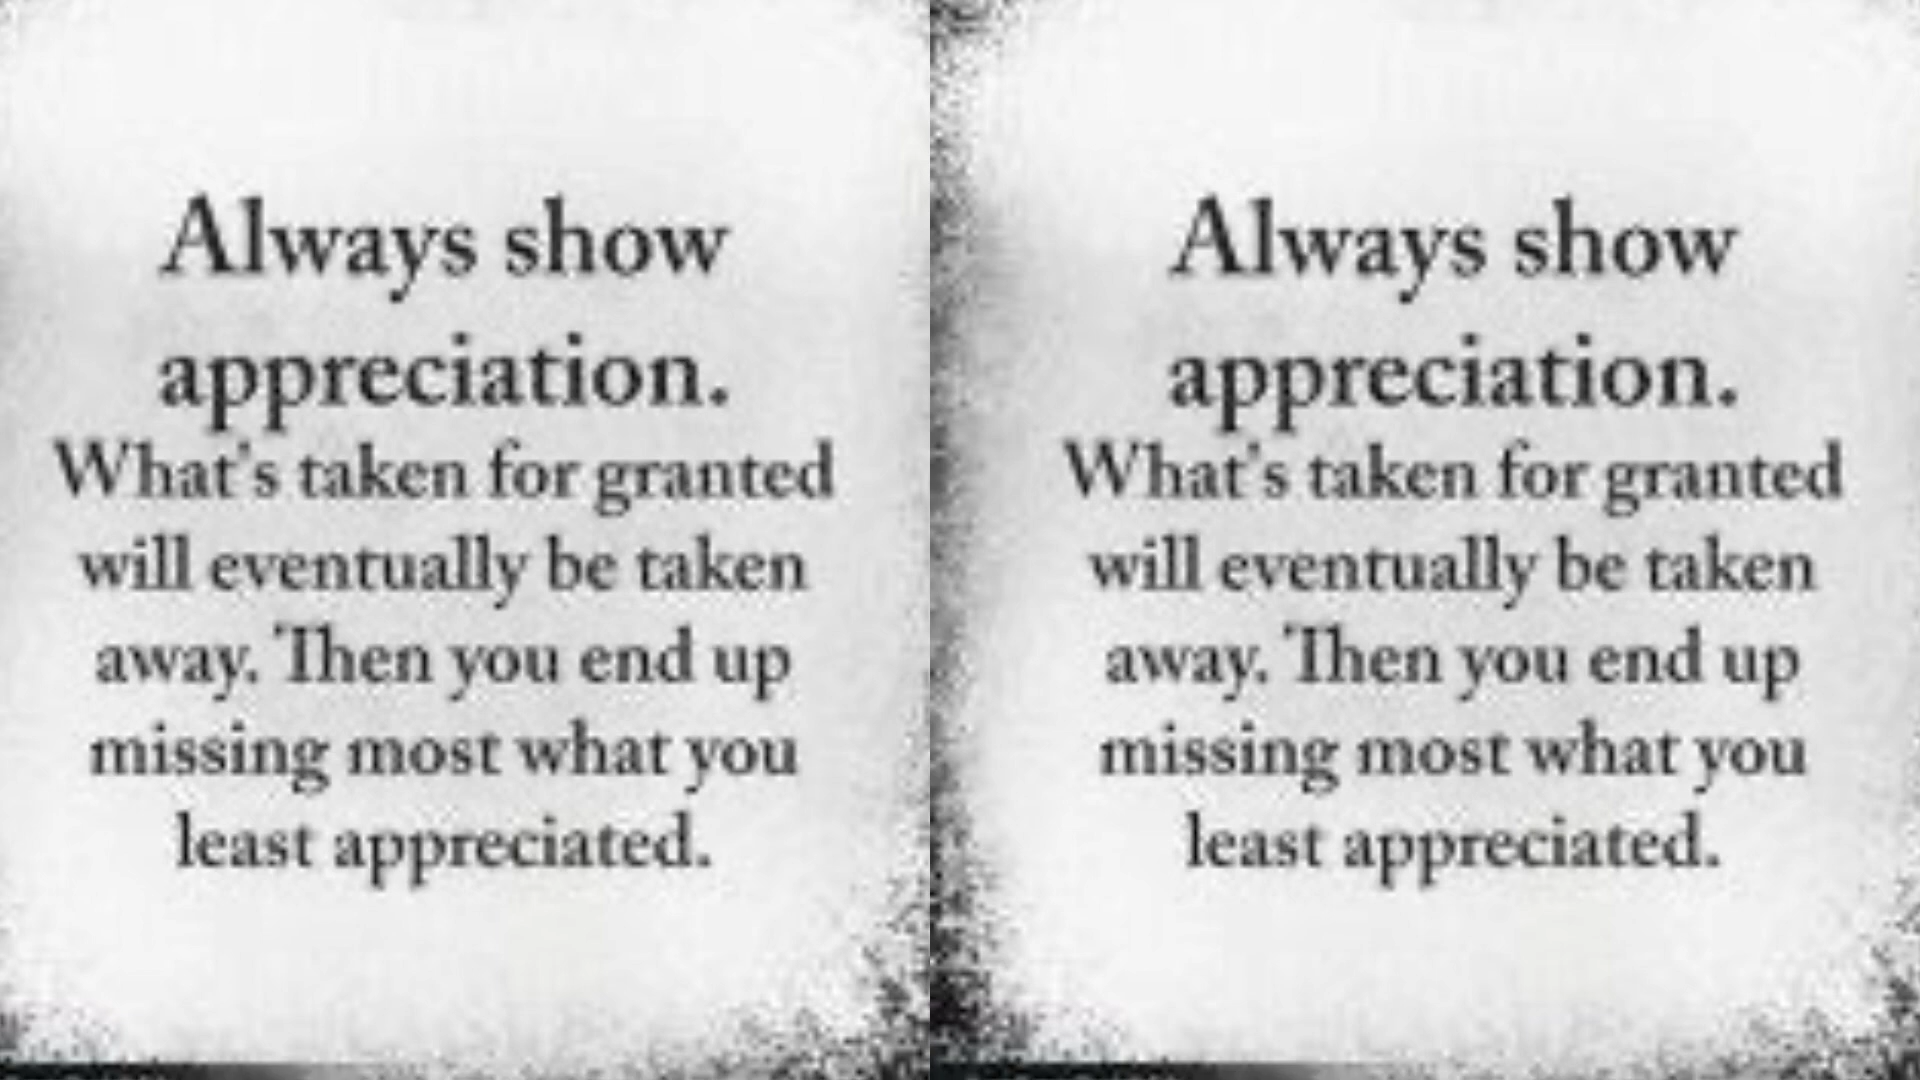 Always show
appreciation.
What's taken for granted
will eventually be taken
away. Then you end up
missing most what you
least appreciated.
Always show
appreciation.
What's taken for granted
will eventually be taken
away. Then you end up
missing most what you
least appreciated.